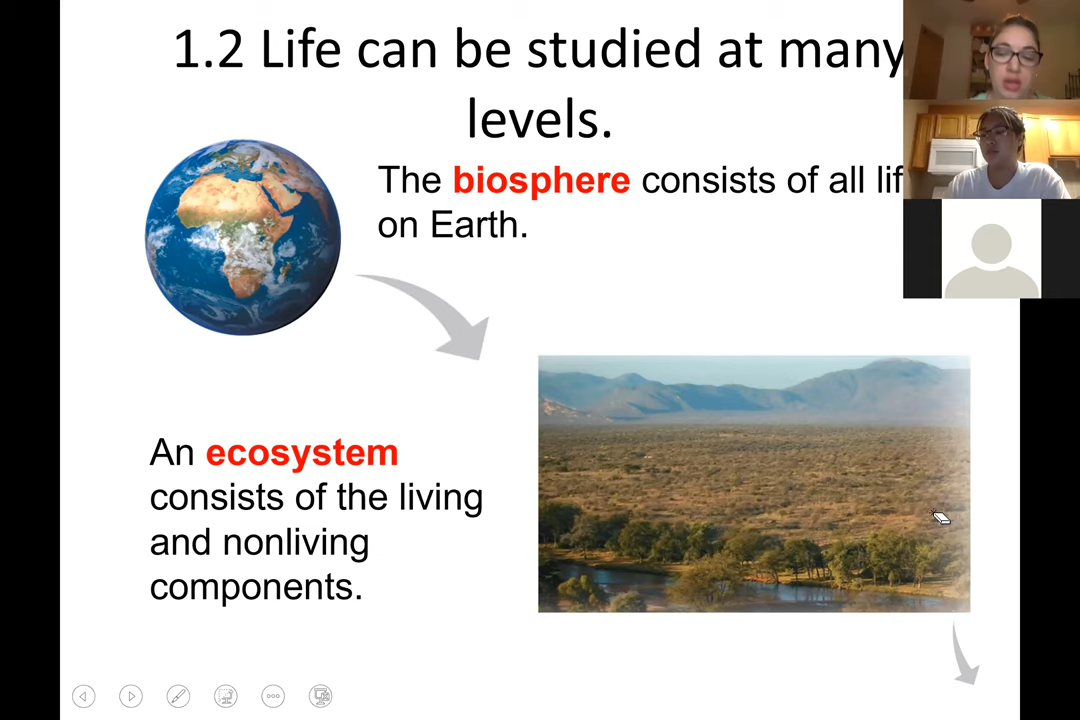 1.2 Life can be studied at many
levels.
The biosphere consists of all lif
on Earth.
An ecosystem
consists of the living
and nonliving
components.